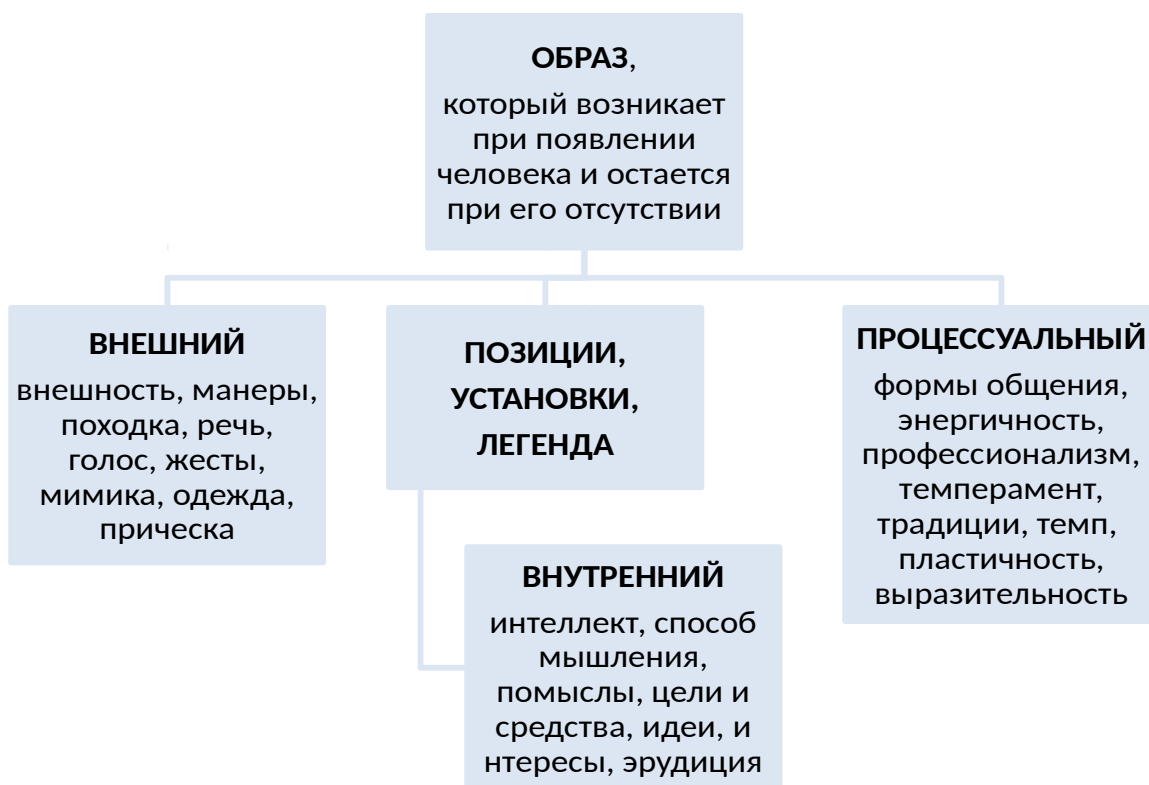 ОБРАЗ,
который возникает
при появлении
человека и остается
при его отсутствии
ВНЕШНИЙ
внешность, манеры,
походка, речь,
голос, жесты,
мимика, одежда,
прическа
ПОЗИЦИИ,
УСТАНОВКИ,
ЛЕГЕНДА
ВНУТРЕННИЙ
интеллект, способ
мышления,
помыслы, цели и
средства, идеи, и
нтересы, эрудиция
ПРОЦЕССУАЛЬНЫЙ
формы общения,
энергичность,
профессионализм,
темперамент,
традиции, темп,
пластичность,
выразительность